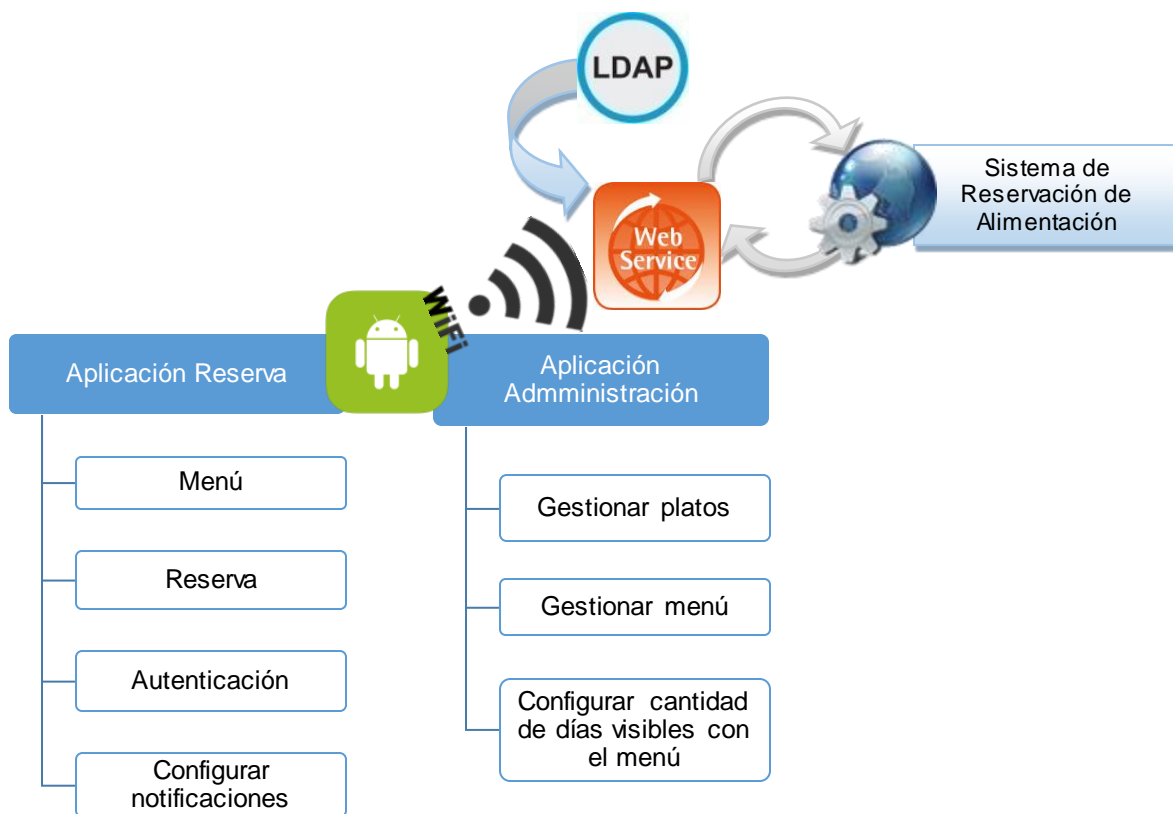 LDAP
Web
Service
Sistema de
Reservación de
Alimentación
WiFi
Aplicación Reserva
Aplicación
Admministración
Menú
Reserva
Autenticación
Configurar
notificaciones
Gestionar platos
Gestionar menú
Configurar cantidad
de días visibles con
el menú